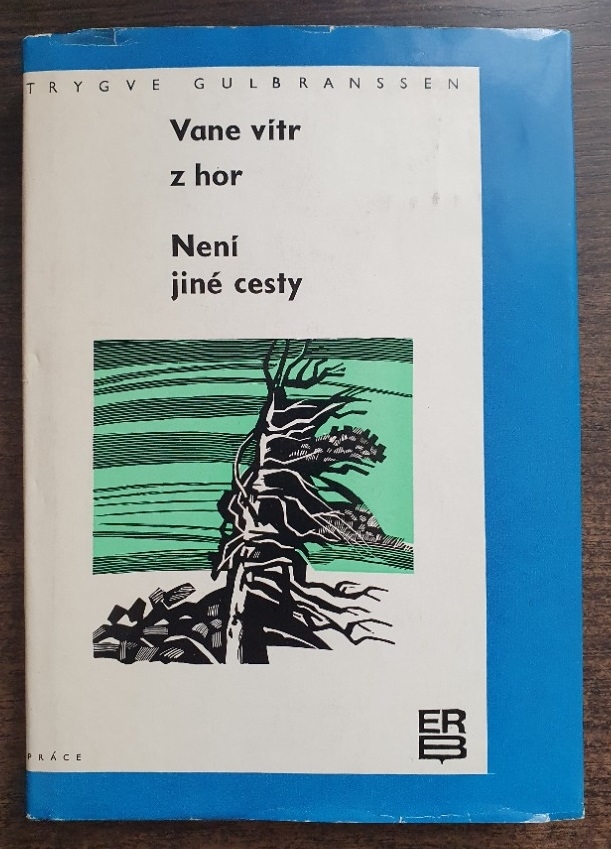 TRYGVE GULBRANSSEN
Vane vítr
z hor
Není
jiné cesty
ERB
PRÁCE